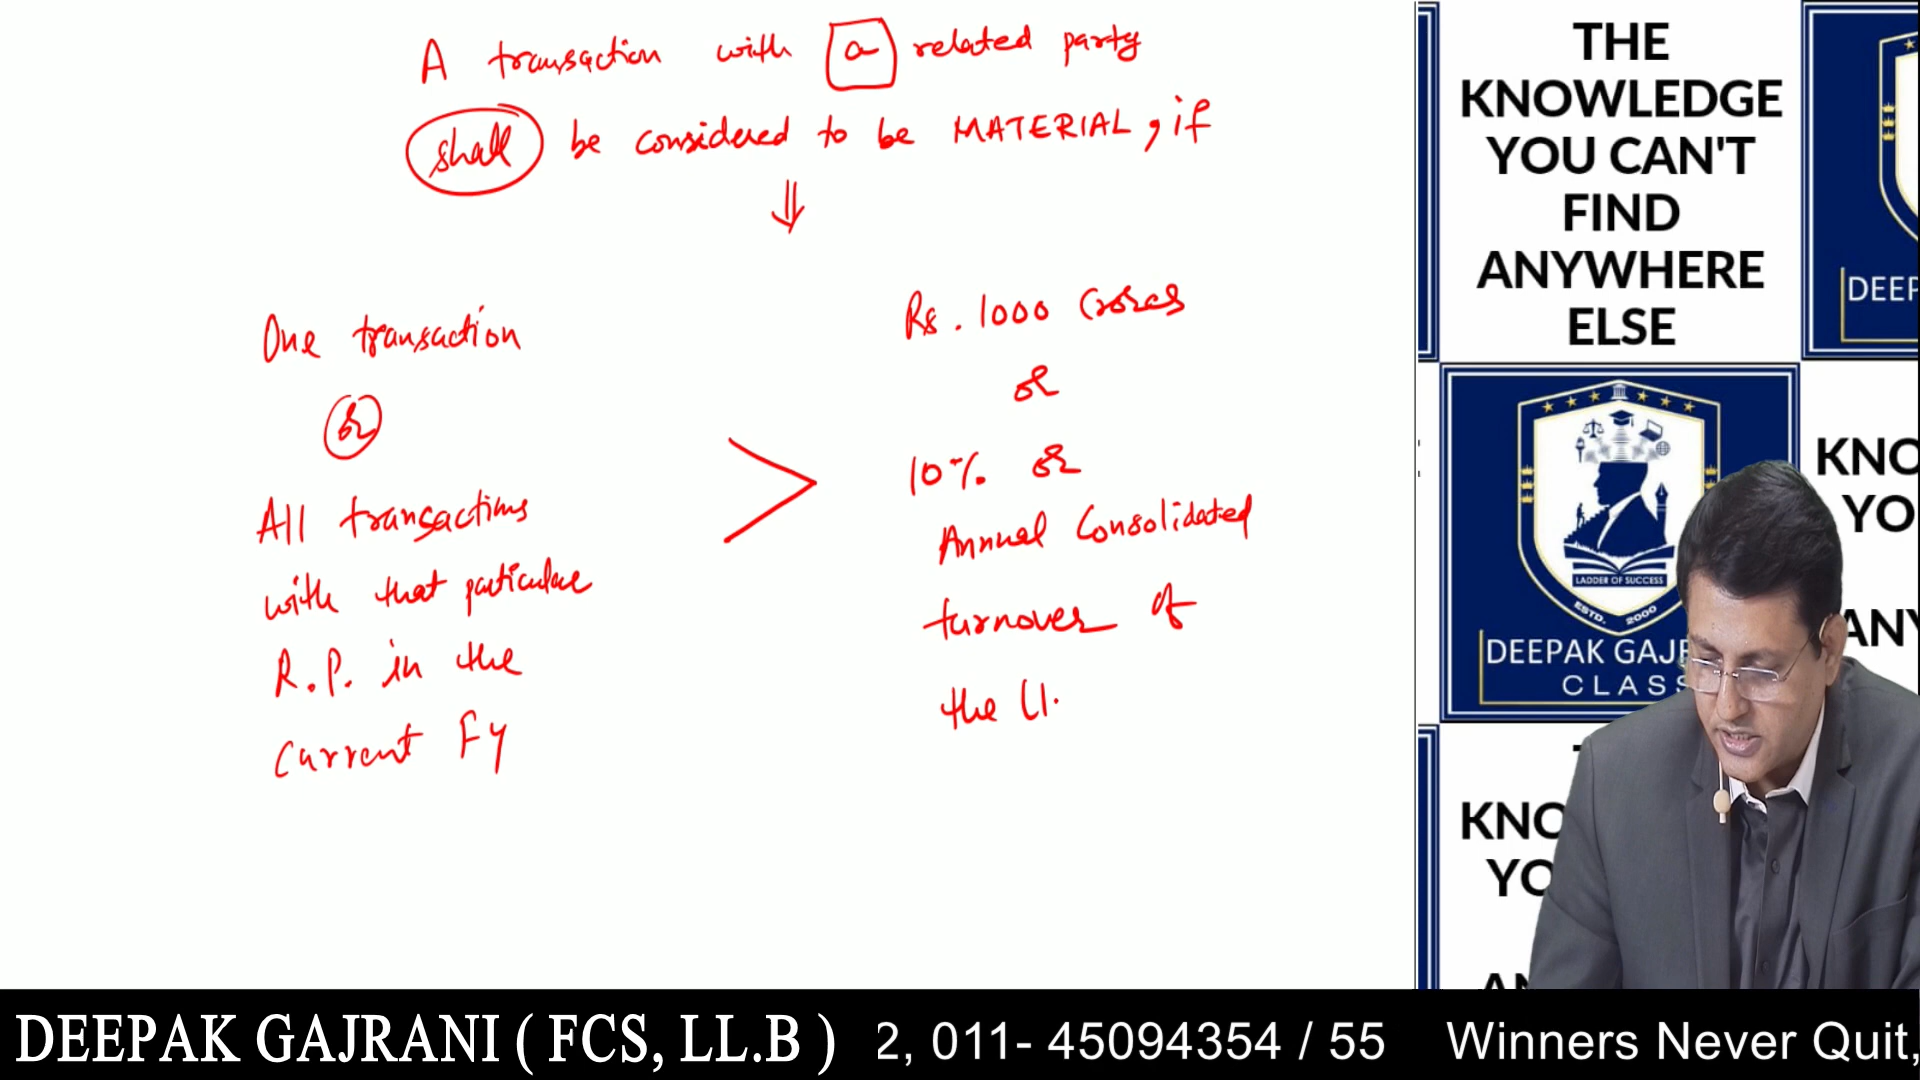 A transaction with a related party
shall be considered to be MATERIAL, if
One transaction
or
All transactions
with that particular
R.P. in the
current FY
>
Rs. 1000 Crores
or
10% or
Annual Consolidated
turnover of
the
THE
KNOWLEDGE
YOU CAN'T
FIND
ANYWHERE
ELSE
DEEP
LADDER OF SUCCESS
ESTD. 2000
DEEPAK GAJR
CLASS
KNO
YO
ANY
KNO
YO
AN
DEEPAK GAJRANI ( FCS, LL.B ) 2, 011- 45094354 / 55 Winners Never Quit,